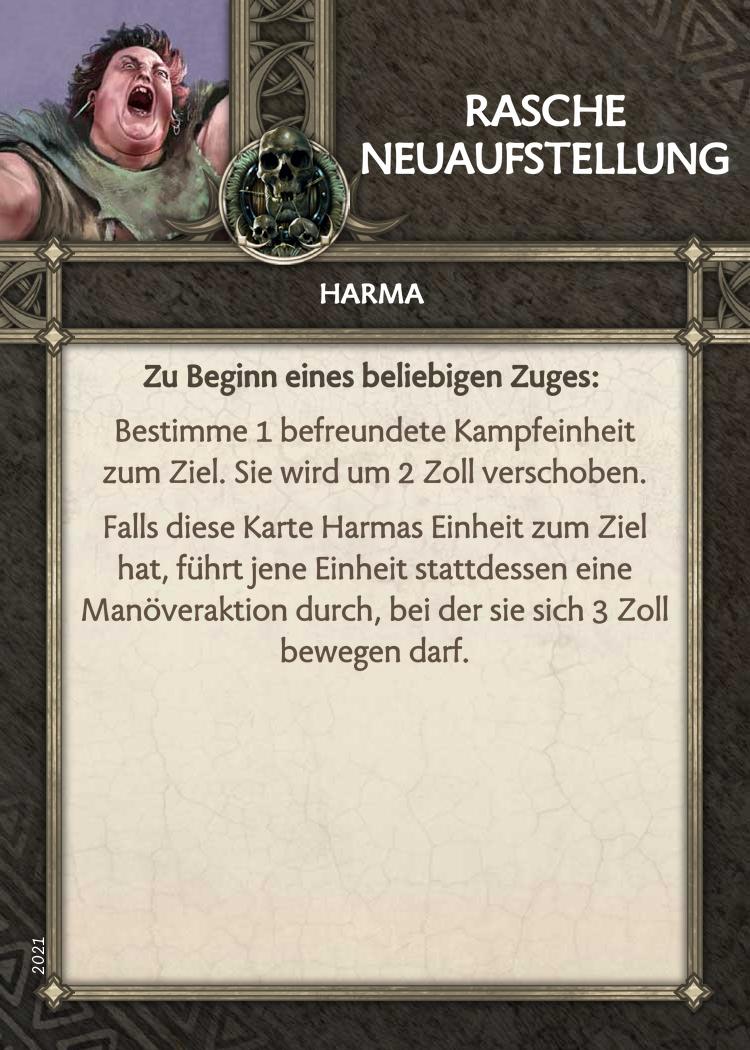 RASCHE
NEUAUFSTELLUNG
HARMA
Zu Beginn eines beliebigen Zuges:
Bestimme 1 befreundete Kampfeinheit
zum Ziel. Sie wird um 2 Zoll verschoben.
Falls diese Karte Harmas Einheit zum Ziel
hat, führt jene Einheit stattdessen eine
Manöveraktion durch, bei der sie sich 3 Zoll
bewegen darf.
2021